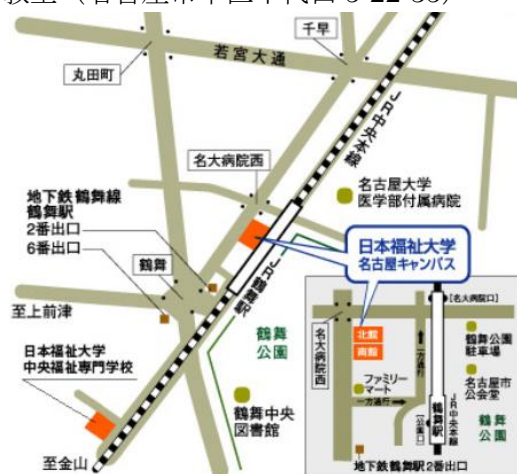 若宮大通
千早
丸田町
JR中央本線
名大病院西
名古屋大学
医学部付属病院
地下鉄鶴舞線
鶴舞駅
2番出口
6番出口
鶴舞
JR鶴舞駅
日本福祉大学
名古屋キャンパス
至上前津
鶴舞
公園
日本福祉大学
中央福祉専門学校
鶴舞中央
図書館
至金山
[名大病院口]
名大病院西
北館
南館
一方通行
鶴舞公園
駐車場
ファミリー
マート
名古屋市
公会堂
一方通行
[公園口]
鶴舞駅
JR中央本線
鶴舞
公園
地下鉄鶴舞駅2番出口